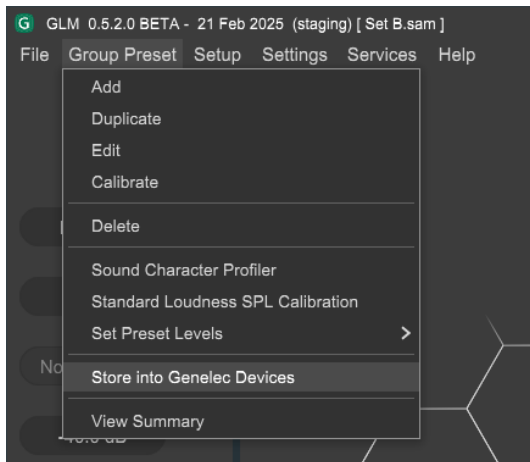 G GLM 0.5.2.0 BETA - 21 Feb 2025 (staging) [ Set B.sam ]
File Group Preset Setup Settings Services Help
Add
Duplicate
Edit
Calibrate
Delete
Sound Character Profiler
Standard Loudness SPL Calibration
Set Preset Levels
No
Store into Genelec Devices
View Summary